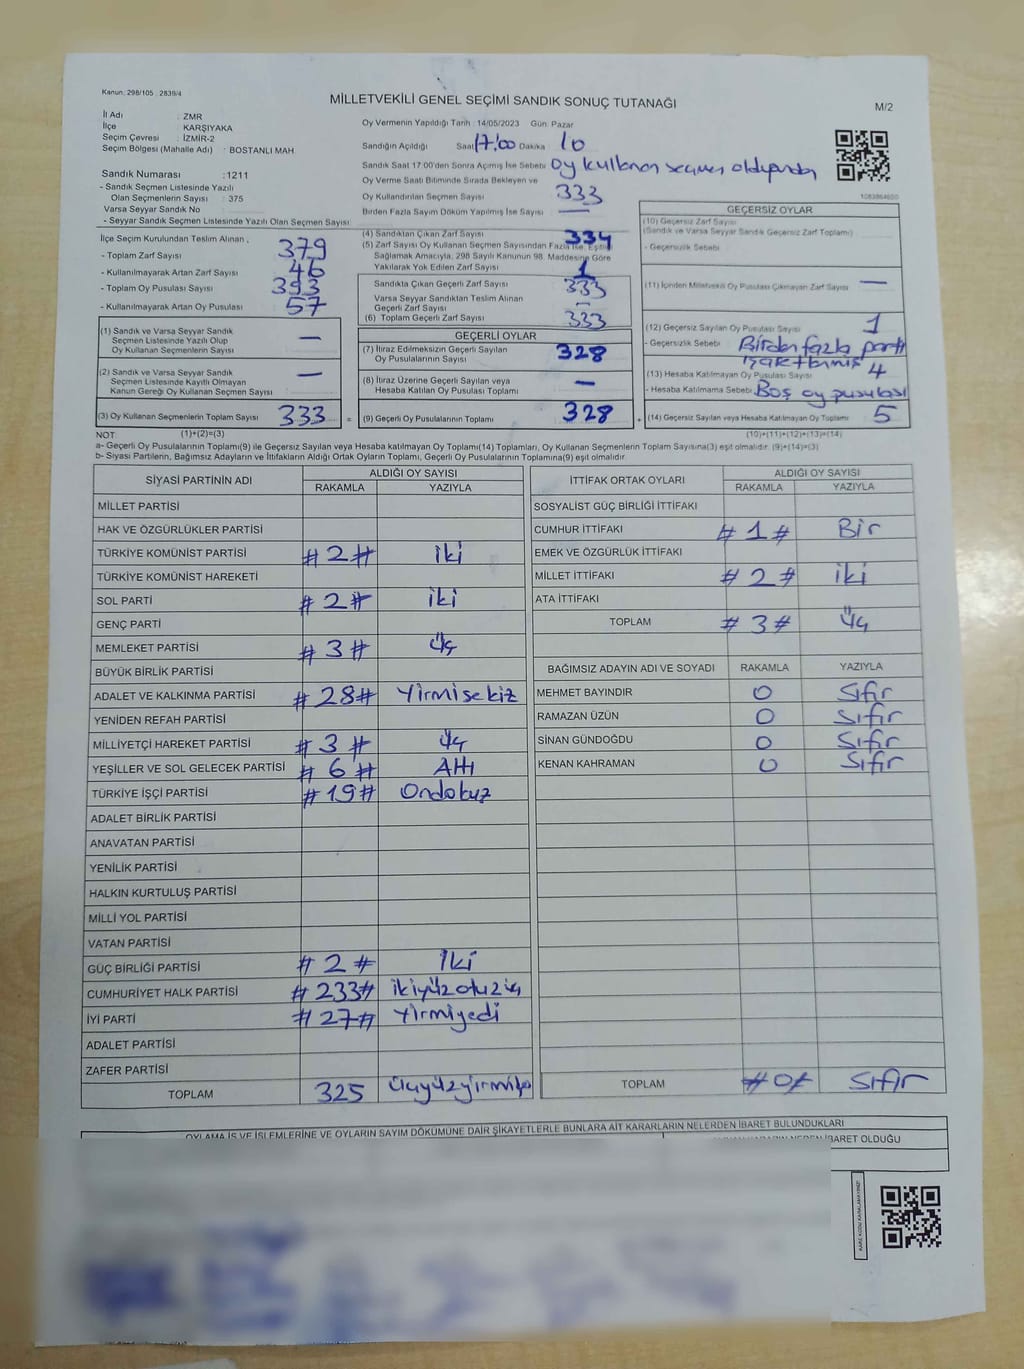 Kanun: 298/105 , 2839/4
MİLLETVEKİLİ GENEL SEÇİMİ SANDIK SONUÇ TUTANAĞI
M/2
İl Adı : ZMR
İlçe : KARŞIYAKA
Seçim Çevresi : İZMİR-2
Seçim Bölgesi (Mahalle Adı) : BOSTANLI MAH
Sandık Numarası :1211
- Sandık Seçmen Listesinde Yazılı
Olan Seçmenlerin Sayısı : 375
Varsa Seyyar Sandık No
- Seyyar Sandık Seçmen Listesinde Yazılı Olan Seçmen Sayısı
Oy Vermenin Yapıldığı Tarih : 14/05/2023 Gün: Pazar
Sandığın Açıldığı Saat 17:00 Dakika 10
Sandık Saat 17:00'den Sonra Açılmış İse Sebebi Oy kullanan seçmen olduğundan
Oy Verme Saati Bitiminde Sırada Bekleyen ve
Oy Kullandırılan Seçmen Sayısı 333
Birden Fazla Sayım Döküm Yapılmış İse Sayısı —
1083864650
İlçe Seçim Kurulundan Teslim Alınan ,
- Toplam Zarf Sayısı 379
- Kullanılmayarak Artan Zarf Sayısı 46
- Toplam Oy Pusulası Sayısı 393
- Kullanılmayarak Artan Oy Pusulası 57
(4) Sandıktan Çıkan Zarf Sayısı 334
(5) Zarf Sayısı Oy Kullanan Seçmen Sayısından Fazla ise, Eşitliği
Sağlamak Amacıyla, 298 Sayılı Kanunun 98. Maddesine Göre
Yakılarak Yok Edilen Zarf Sayısı 1
Sandıkta Çıkan Geçerli Zarf Sayısı 333
Varsa Seyyar Sandıktan Teslim Alınan
Geçerli Zarf Sayısı –
(6) Toplam Geçerli Zarf Sayısı 333
GEÇERSİZ OYLAR
(10) Geçersiz Zarf Sayısı
(Sandık ve Varsa Seyyar Sandık Geçersiz Zarf Toplamı)
- Geçersizlik Sebebi
(11) İçinden Milletvekili Oy Pusulası Çıkmayan Zarf Sayısı —
(12) Geçersiz Sayılan Oy Pusulası Sayısı 1
- Geçersizlik Sebebi Birden fazla parti
işaretlenmiş
(13) Hesaba Katılmayan Oy Pusulası Sayısı 4
- Hesaba Katılmama Sebebi Boş oy pusulası
(14) Geçersiz Sayılan veya Hesaba Katılmayan Oy Toplamı 5
(10)+(11)+(12)+(13)=(14)
(1) Sandık ve Varsa Seyyar Sandık
Seçmen Listesinde Yazılı Olup
Oy Kullanan Seçmenlerin Sayısı —
(2) Sandık ve Varsa Seyyar Sandık
Seçmen Listesinde Kayıtlı Olmayan
Kanun Gereği Oy Kullanan Seçmen Sayısı —
(3) Oy Kullanan Seçmenlerin Toplam Sayısı 333 =
GEÇERLİ OYLAR
(7) İtiraz Edilmeksizin Geçerli Sayılan
Oy Pusulalarının Sayısı 328
(8) İtiraz Üzerine Geçerli Sayılan veya
Hesaba Katılan Oy Pusulası Toplamı –
(9) Geçerli Oy Pusulalarının Toplamı 328 +
NOT: (1)+(2)=(3)
a- Geçerli Oy Pusulalarının Toplamı(9) ile Geçersiz Sayılan veya Hesaba katılmayan Oy Toplamı(14) Toplamları, Oy Kullanan Seçmenlerin Toplam Sayısına(3) eşit olmalıdır. (9)+(14)=(3)
b- Siyasi Partilerin, Bağımsız Adayların ve İttifakların Aldığı Ortak Oyların Toplamı, Geçerli Oy Pusulalarının Toplamına(9) eşit olmalıdır.
SİYASİ PARTİNİN ADI ALDIĞI OY SAYISI
RAKAMLA YAZIYLA
MİLLET PARTİSİ
HAK VE ÖZGÜRLÜKLER PARTİSİ
TÜRKİYE KOMÜNİST PARTİSİ # 2 # iki
TÜRKİYE KOMÜNİST HAREKETİ
SOL PARTİ # 2 # iki
GENÇ PARTİ
MEMLEKET PARTİSİ # 3 # Üç
BÜYÜK BİRLİK PARTİSİ
ADALET VE KALKINMA PARTİSİ # 28 # Yirmisekiz
YENİDEN REFAH PARTİSİ
MİLLİYETÇİ HAREKET PARTİSİ # 3 # Üç
YEŞİLLER VE SOL GELECEK PARTİSİ # 6 # Altı
TÜRKİYE İŞÇİ PARTİSİ # 19 # Ondokuz
ADALET BİRLİK PARTİSİ
ANAVATAN PARTİSİ
YENİLİK PARTİSİ
HALKIN KURTULUŞ PARTİSİ
MİLLİ YOL PARTİSİ
VATAN PARTİSİ
GÜÇ BİRLİĞİ PARTİSİ # 2 # İki
CUMHURİYET HALK PARTİSİ # 233 # ikiyüzotuzüç
İYİ PARTİ # 27 # Yirmiyedi
ADALET PARTİSİ
ZAFER PARTİSİ
TOPLAM 325
İTTİFAK ORTAK OYLARI ALDIĞI OY SAYISI
RAKAMLA YAZIYLA
SOSYALİST GÜÇ BİRLİĞİ İTTİFAKI
CUMHUR İTTİFAKI # 1 # Bir
EMEK VE ÖZGÜRLÜK İTTİFAKI
MİLLET İTTİFAKI # 2 # iki
ATA İTTİFAKI
TOPLAM # 3 # Üç
BAĞIMSIZ ADAYIN ADI VE SOYADI RAKAMLA YAZIYLA
MEHMET BAYINDIR 0 Sıfır
RAMAZAN ÜZÜN 0 Sıfır
SİNAN GÜNDOĞDU 0 Sıfır
KENAN KAHRAMAN 0 Sıfır
TOPLAM # 0 # Sıfır
OYLAMA İŞ VE İŞLEMLERİNE VE OYLARIN SAYIM DÖKÜMÜNE DAİR ŞİKAYETLERLE BUNLARA AİT KARARLARIN NELERDEN İBARET BULUNDUKLARI
İBARET OLDUĞU
KARE KODU KARALAMAYINIZ!